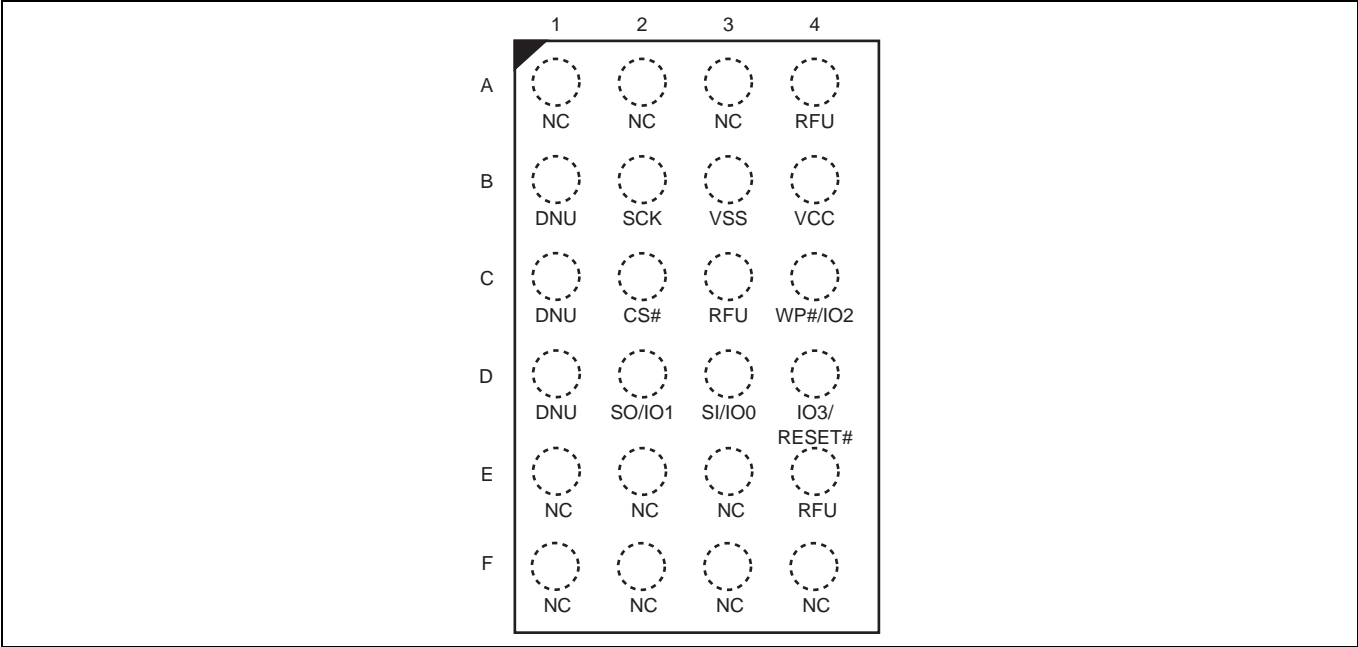 1 2 3 4
A
NC NC NC RFU
B
DNU SCK VSS VCC
C
DNU CS# RFU WP#/IO2
D
DNU SO/IO1 SI/IO0 IO3/
RESET#
E
NC NC NC RFU
F
NC NC NC NC